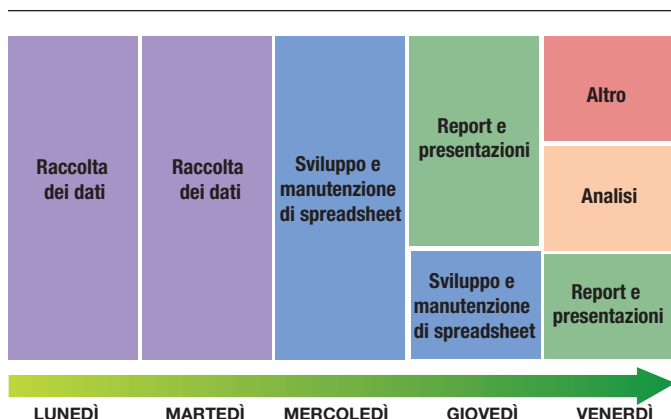 Raccolta
dei dati
Raccolta
dei dati
Sviluppo e
manutenzione
di spreadsheet
Report e
presentazioni
Sviluppo e
manutenzione
di spreadsheet
Altro
Analisi
Report e
presentazioni
LUNEDÌ MARTEDÌ MERCOLEDÌ GIOVEDÌ VENERDÌ